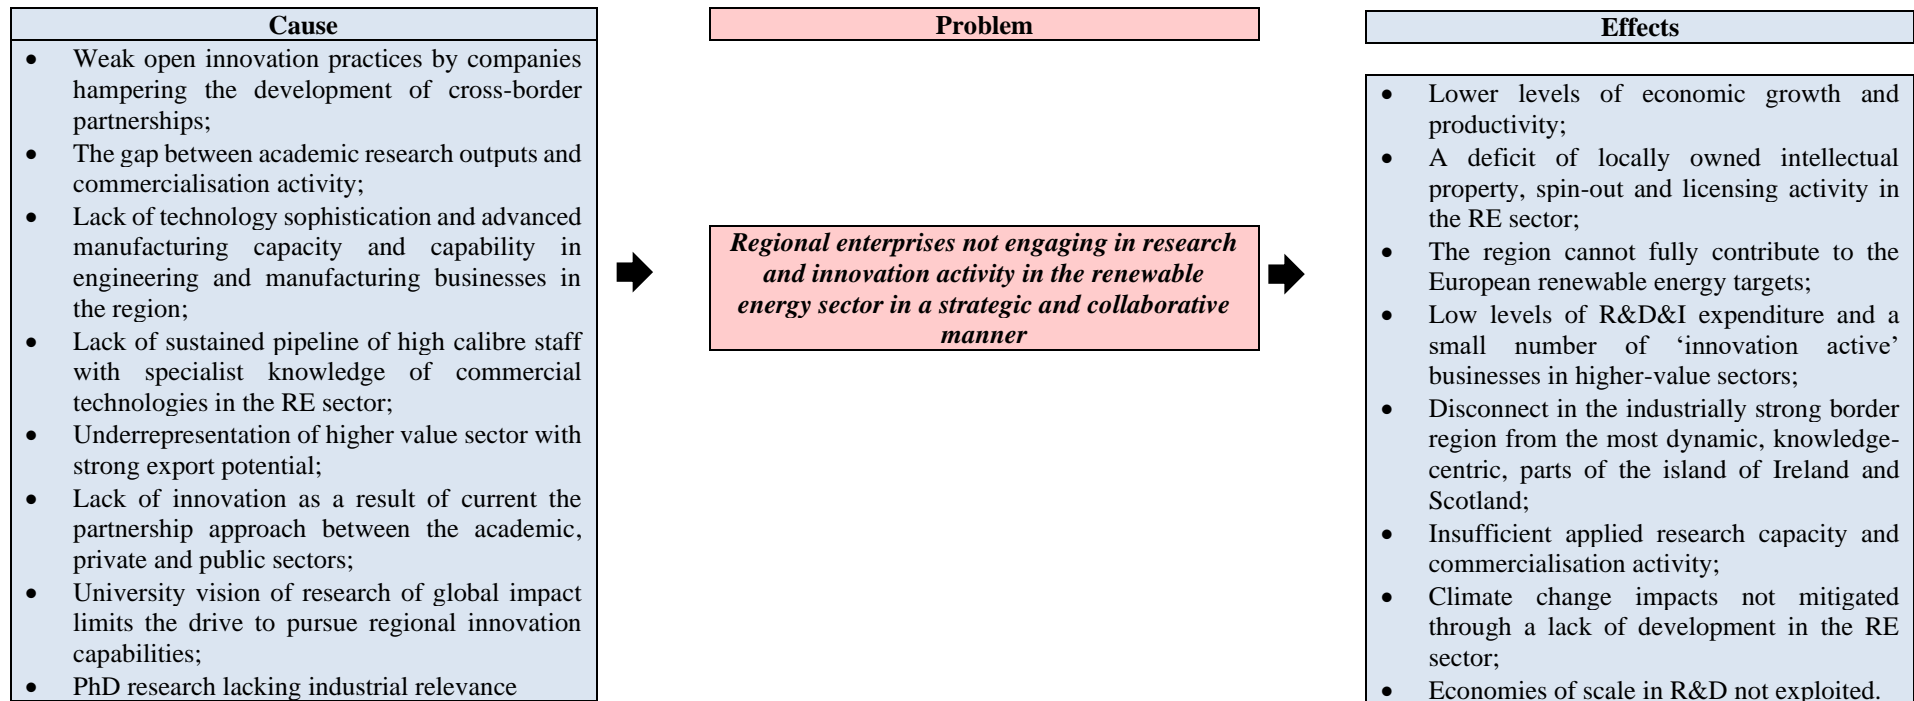 Cause
• Weak open innovation practices by companies
hampering the development of cross-border
partnerships;
• The gap between academic research outputs and
commercialisation activity;
• Lack of technology sophistication and advanced
manufacturing capacity and capability in
engineering and manufacturing businesses in
the region;
• Lack of sustained pipeline of high calibre staff
with specialist knowledge of commercial
technologies in the RE sector;
• Underrepresentation of higher value sector with
strong export potential;
• Lack of innovation as a result of current the
partnership approach between the academic,
private and public sectors;
• University vision of research of global impact
limits the drive to pursue regional innovation
capabilities;
• PhD research lacking industrial relevance
Problem
Regional enterprises not engaging in research
and innovation activity in the renewable
energy sector in a strategic and collaborative
manner
Effects
• Lower levels of economic growth and
productivity;
• A deficit of locally owned intellectual
property, spin-out and licensing activity in
the RE sector;
• The region cannot fully contribute to the
European renewable energy targets;
• Low levels of R&D&I expenditure and a
small number of ‘innovation active’
businesses in higher-value sectors;
• Disconnect in the industrially strong border
region from the most dynamic, knowledge-
centric, parts of the island of Ireland and
Scotland;
• Insufficient applied research capacity and
commercialisation activity;
• Climate change impacts not mitigated
through a lack of development in the RE
sector;
• Economies of scale in R&D not exploited.